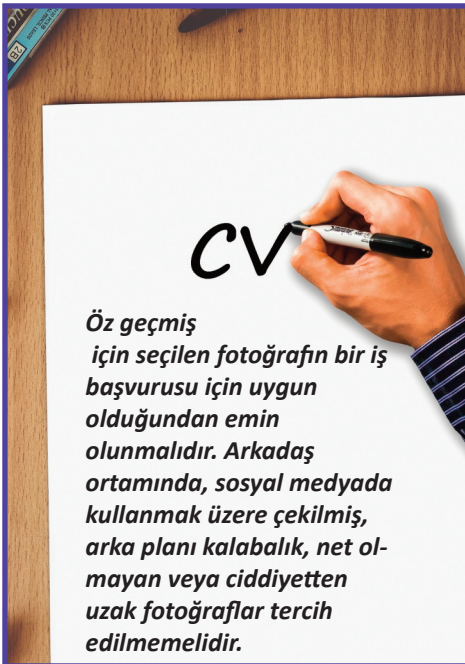 2B
CV
Öz geçmiş
için seçilen fotoğrafın bir iş
başvurusu için uygun
olduğundan emin
olunmalıdır. Arkadaş
ortamında, sosyal medyada
kullanmak üzere çekilmiş,
arka planı kalabalık, net ol-
mayan veya ciddiyetten
uzak fotoğraflar tercih
edilmemelidir.